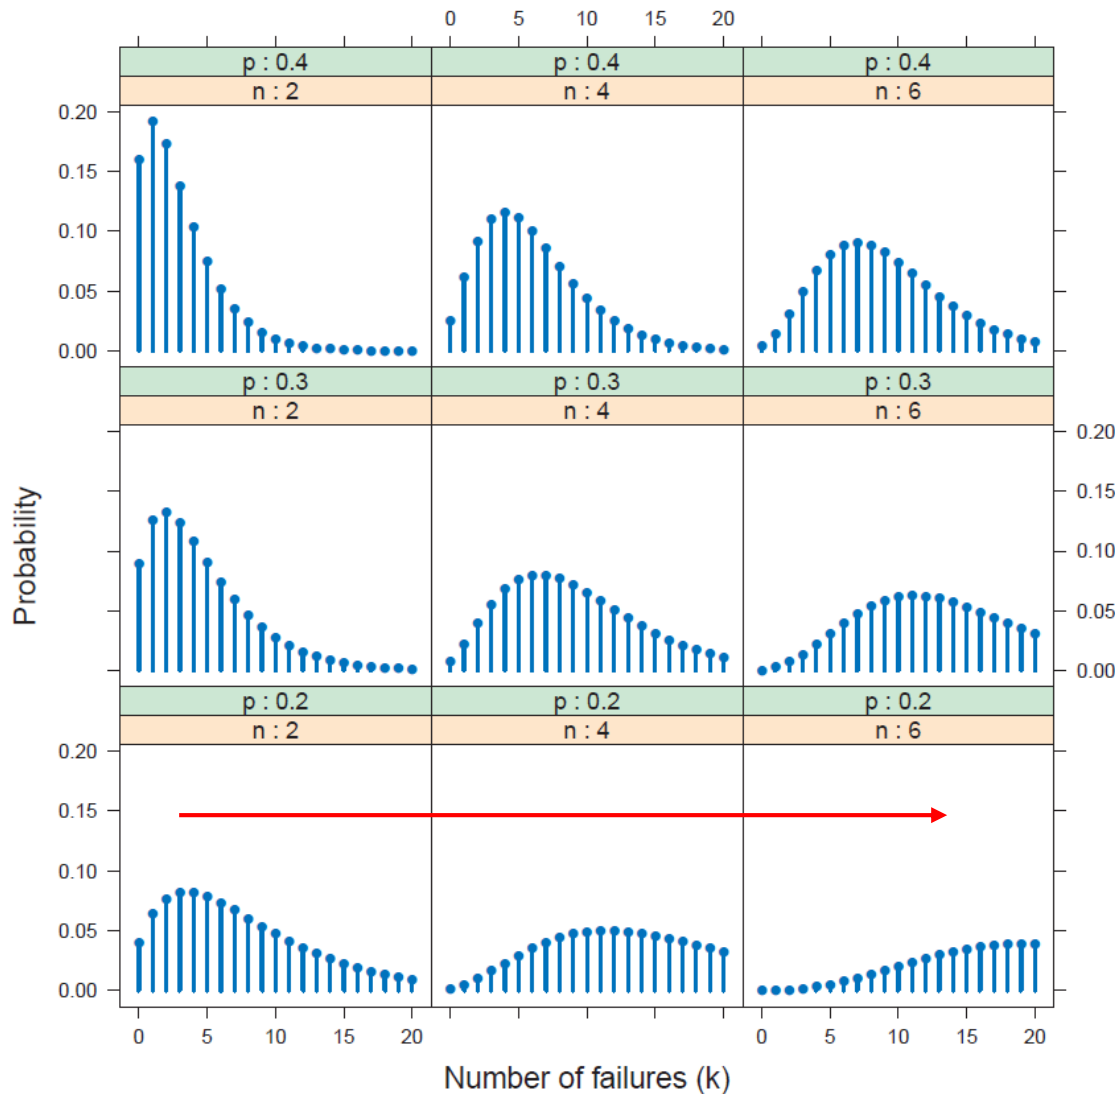 0 5 10 15 20
p : 0.4 p : 0.4 p : 0.4
n : 2 n : 4 n : 6
0.20
0.15
0.10
0.05
0.00
p : 0.3 p : 0.3 p : 0.3
n : 2 n : 4 n : 6
0.20
0.15
0.10
0.05
0.00
Probability
p : 0.2 p : 0.2 p : 0.2
n : 2 n : 4 n : 6
0.20
0.15
0.10
0.05
0.00
0 5 10 15 20 0 5 10 15 20
Number of failures (k)